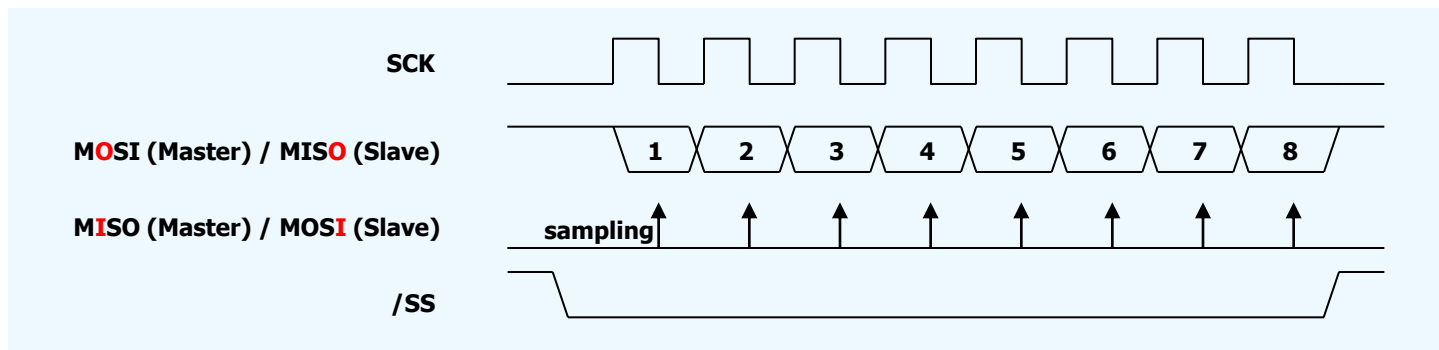 SCK
MOSI (Master) / MISO (Slave)
1 2 3 4 5 6 7 8
MISO (Master) / MOSI (Slave)
sampling
/SS